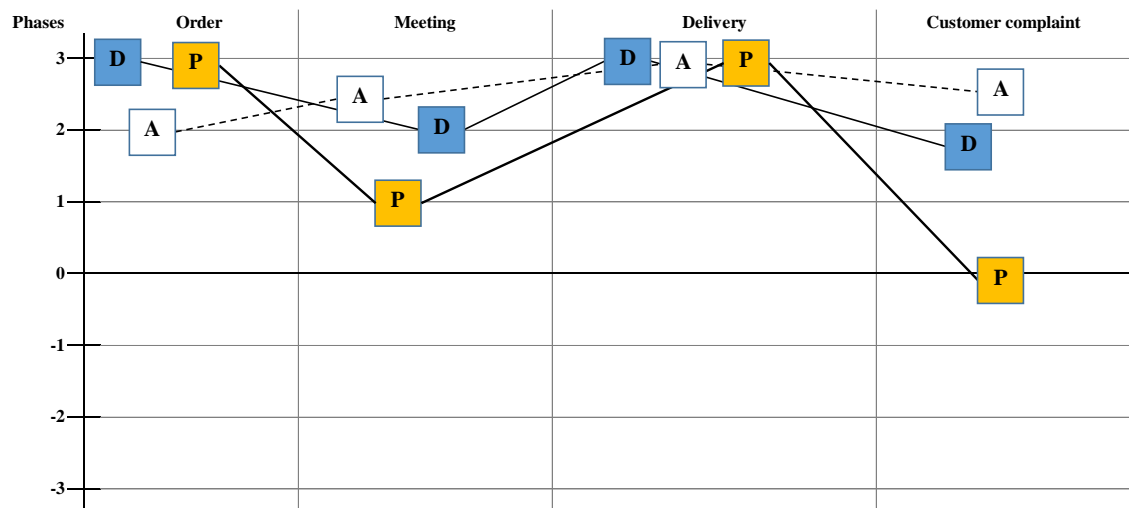 Phases Order Meeting Delivery Customer complaint
3 D P D A P
A A
2 A D D
1 P
0 P
-1
-2
-3